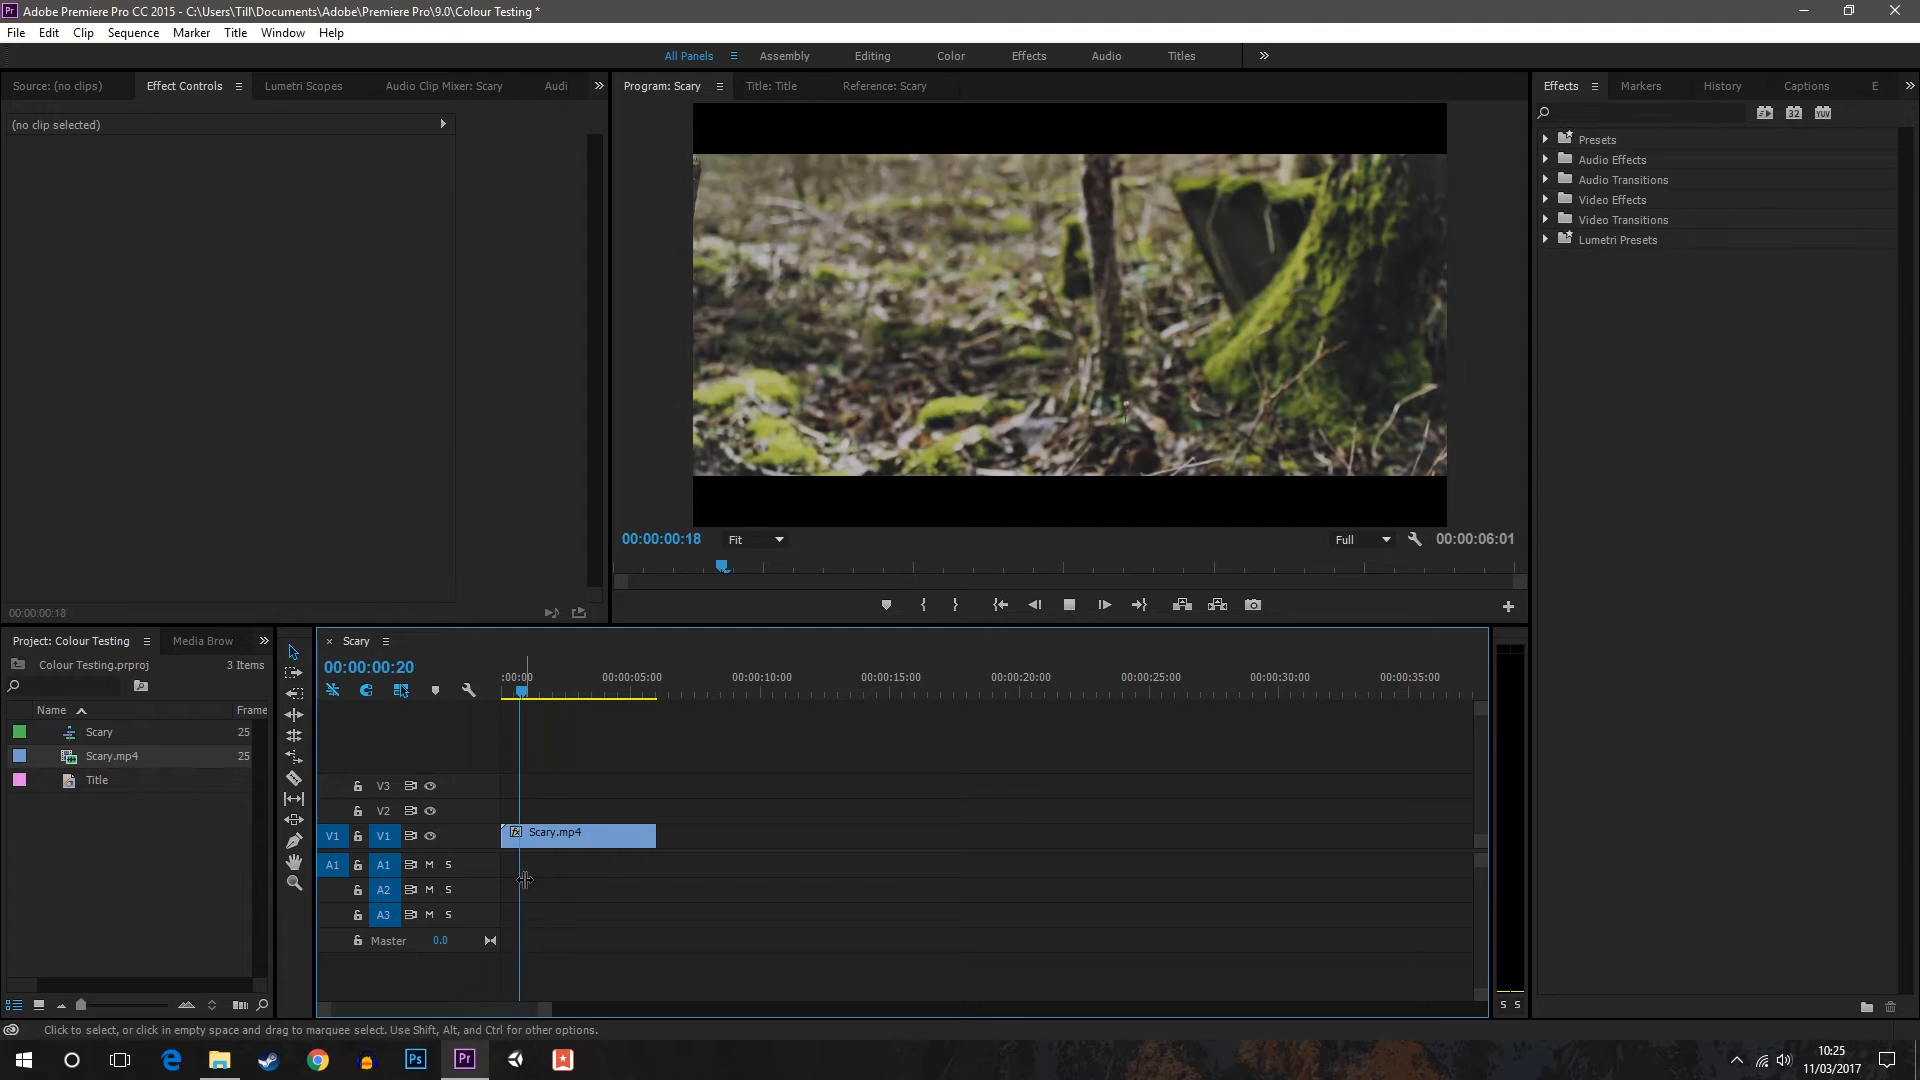 Adobe Premiere Pro CC 2015 - C:\Users\Till\Documents\Adobe\Premiere Pro\9.0\Colour Testing *
File Edit Clip Sequence Marker Title Window Help
All Panels Assembly Editing Color Effects Audio Titles
Source: (no clips) Effect Controls Lumetri Scopes Audio Clip Mixer: Scary Audi
Program: Scary Title: Title Reference: Scary
Effects Markers History Captions E
(no clip selected)
32 YUV
Presets
Audio Effects
Audio Transitions
Video Effects
Video Transitions
Lumetri Presets
00:00:00:18 Fit Full 00:00:06:01
00:00:00:18
Project: Colour Testing Media Brow
Colour Testing.prproj 3 Items
Name Frame
Scary 25
Scary.mp4 25
Title
Scary
00:00:00:20
:00:00 00:00:05:00 00:00:10:00 00:00:15:00 00:00:20:00 00:00:25:00 00:00:30:00 00:00:35:00
V3
V2
V1 V1 fx Scary.mp4
A1 A1 M S
A2 M S
A3 M S
Master 0.0
S S
Click to select, or click in empty space and drag to marquee select. Use Shift, Alt, and Ctrl for other options.
Ps Pr
10:25
11/03/2017